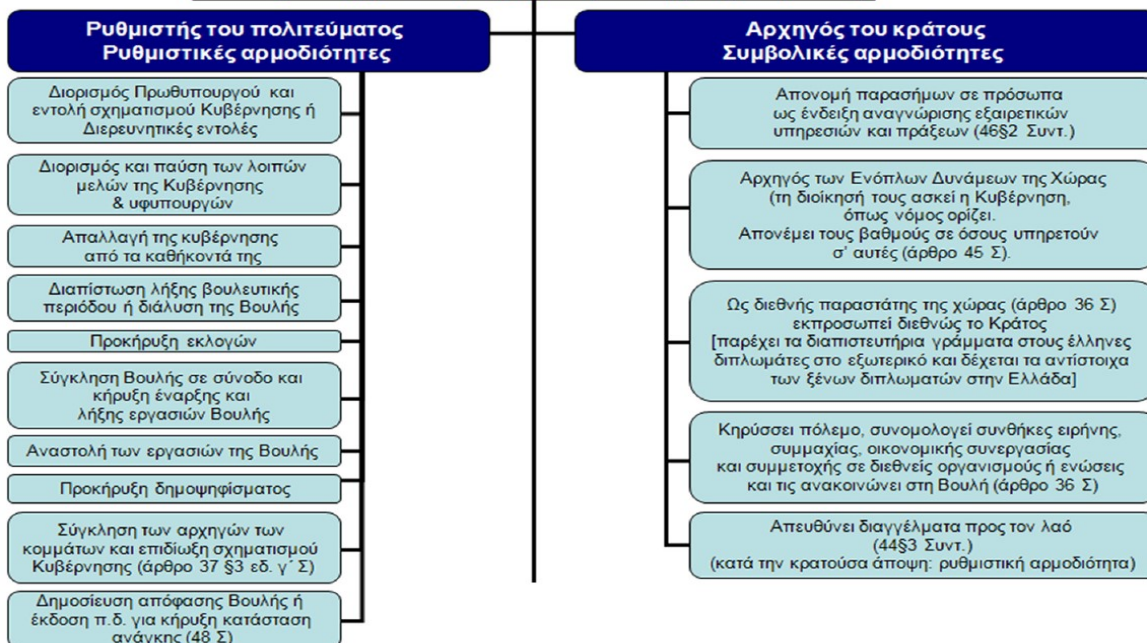 Ρυθμιστής του πολιτεύματος
Ρυθμιστικές αρμοδιότητες
Διορισμός Πρωθυπουργού και
εντολή σχηματισμού Κυβέρνησης ή
Διερευνητικές εντολές
Διορισμός και παύση των λοιπών
μελών της Κυβέρνησης
& υφυπουργών
Απαλλαγή της κυβέρνησης
από τα καθήκοντά της
Διαπίστωση λήξης βουλευτικής
περιόδου ή διάλυση της Βουλής
Προκήρυξη εκλογών
Σύγκληση Βουλής σε σύνοδο και
κήρυξη έναρξης και
λήξης εργασιών Βουλής
Αναστολή των εργασιών της Βουλής
Προκήρυξη δημοψηφίσματος
Σύγκληση των αρχηγών των
κομμάτων και επιδίωξη σχηματισμού
Κυβέρνησης (άρθρο 37 §3 εδ. γ΄ Σ)
Δημοσίευση απόφασης Βουλής ή
έκδοση π.δ. για κήρυξη κατάσταση
ανάγκης (48 Σ)
Αρχηγός του κράτους
Συμβολικές αρμοδιότητες
Απονομή παρασήμων σε πρόσωπα
ως ένδειξη αναγνώρισης εξαιρετικών
υπηρεσιών και πράξεων (46§2 Συντ.)
Αρχηγός των Ενόπλων Δυνάμεων της Χώρας
(τη διοίκησή τους ασκεί η Κυβέρνηση,
όπως νόμος ορίζει.
Απονέμει τους βαθμούς σε όσους υπηρετούν
σ' αυτές (άρθρο 45 Σ).
Ως διεθνής παραστάτης της χώρας (άρθρο 36 Σ)
εκπροσωπεί διεθνώς το Κράτος
[παρέχει τα διαπιστευτήρια γράμματα στους έλληνες
διπλωμάτες στο εξωτερικό και δέχεται τα αντίστοιχα
των ξένων διπλωματών στην Ελλάδα]
Κηρύσσει πόλεμο, συνομολογεί συνθήκες ειρήνης,
συμμαχίας, οικονομικής συνεργασίας
και συμμετοχής σε διεθνείς οργανισμούς ή ενώσεις
και τις ανακοινώνει στη Βουλή (άρθρο 36 Σ)
Απευθύνει διαγγέλματα προς τον λαό
(44§3 Συντ.)
(κατά την κρατούσα άποψη: ρυθμιστική αρμοδιότητα)